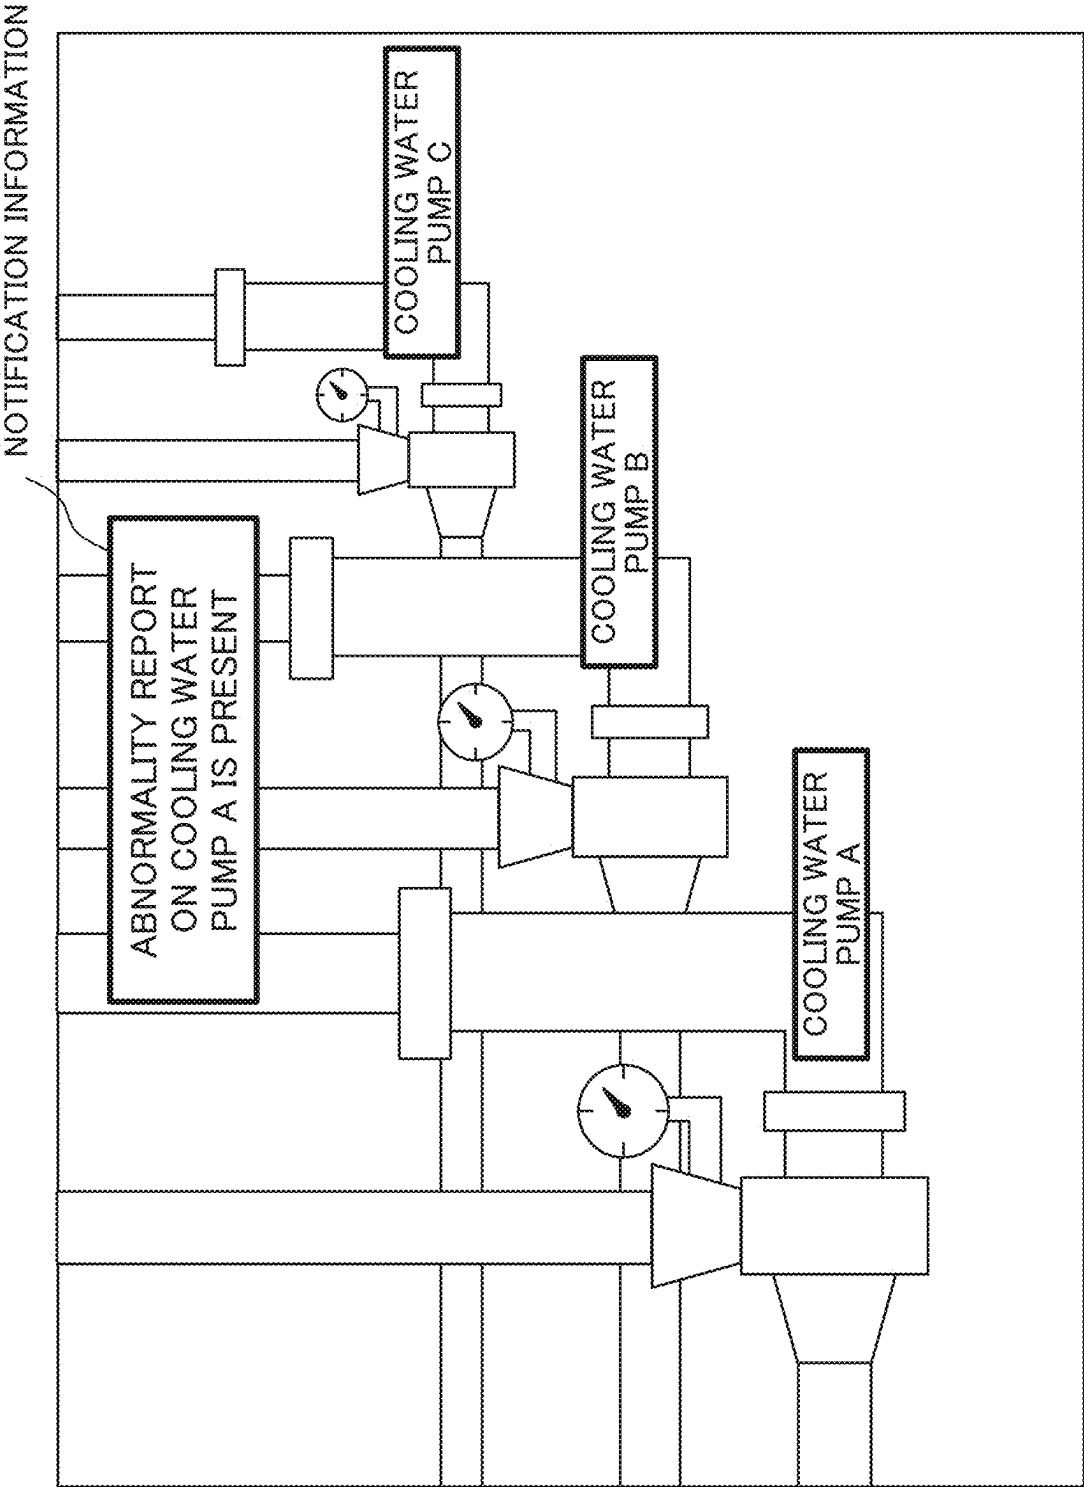 NOTIFICATION INFORMATION
ABNORMALITY REPORT
ON COOLING WATER
PUMP A IS PRESENT
COOLING WATER
PUMP A
COOLING WATER
PUMP B
COOLING WATER
PUMP C